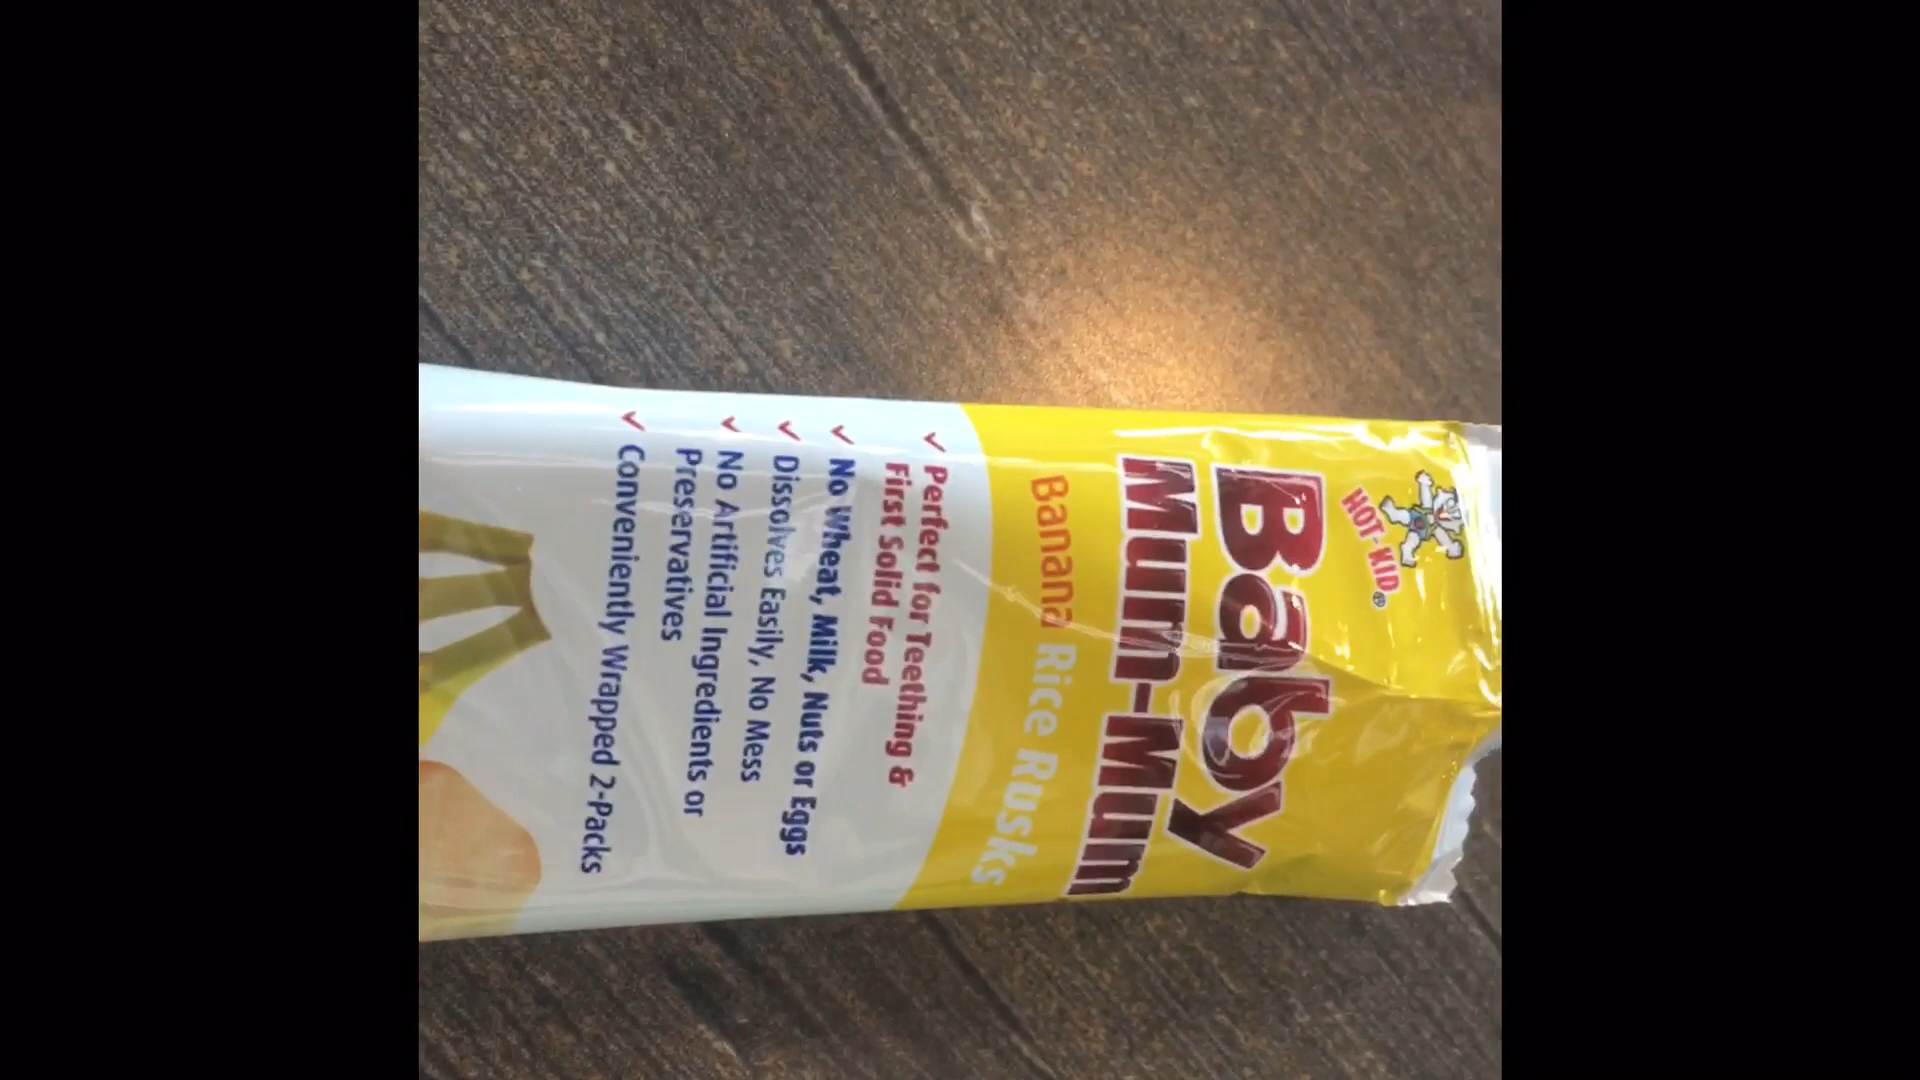 HOT-KID®
Baby
Mum-Mum
Banana Rice Rusks
✓ Perfect for Teething &
First Solid Food
✓ No Wheat, Milk, Nuts or Eggs
✓ Dissolves Easily, No Mess
✓ No Artificial Ingredients or
Preservatives
✓ Conveniently Wrapped 2-Packs